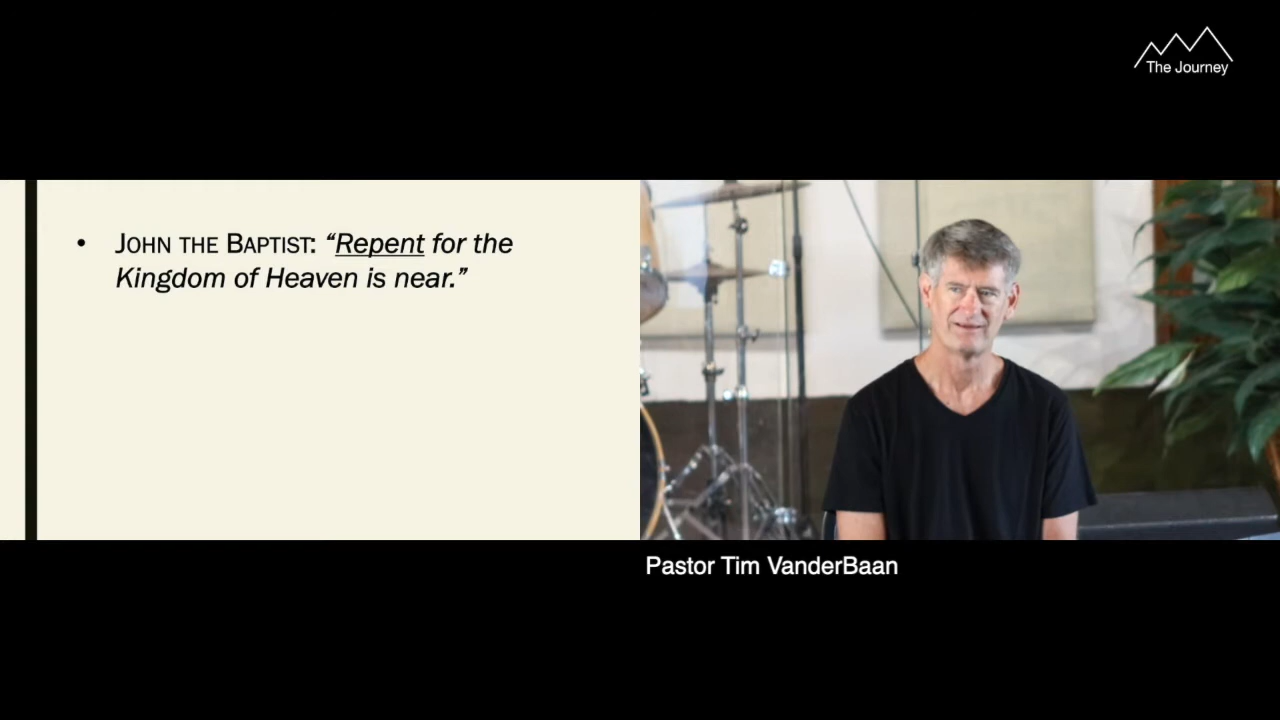 The Journey
• JOHN THE BAPTIST: “Repent for the
Kingdom of Heaven is near.”
Pastor Tim VanderBaan